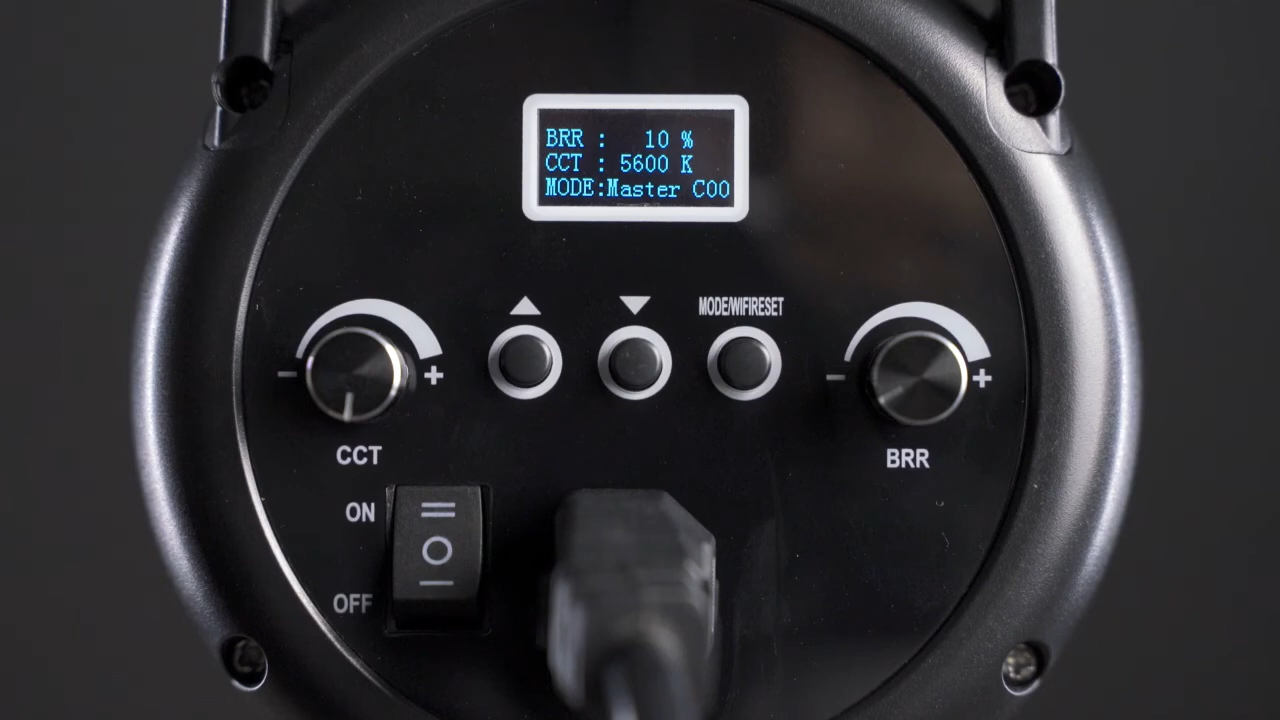 BRR : 10 %
CCT : 5600 K
MODE:Master C00
MODE/WIFIRESET
− +
− +
CCT
BRR
ON
OFF